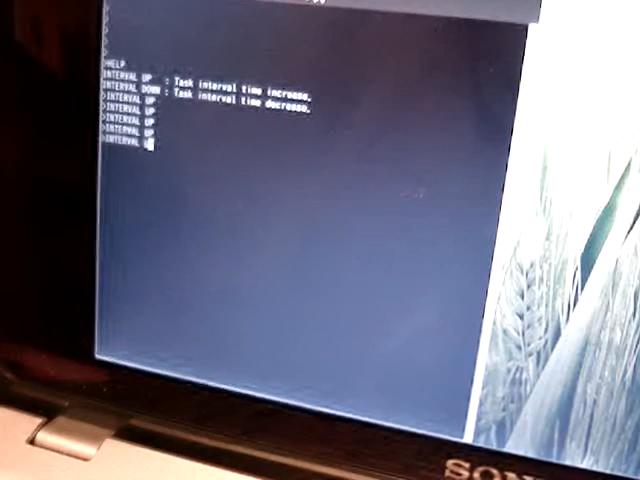 >
>
>
>
>HELP
INTERVAL UP : Task interval time increase.
INTERVAL DOWN : Task interval time decrease.
>INTERVAL UP
>INTERVAL UP
>INTERVAL UP
>INTERVAL UP
>INTERVAL
SONY